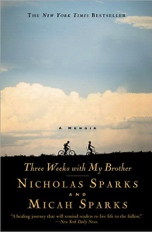 The New York Times Bestseller
A Memoir
Three Weeks with My Brother
Nicholas Sparks
and
Micah Sparks
"A healing journey that will remind readers to live life to the fullest."
—New York Daily News